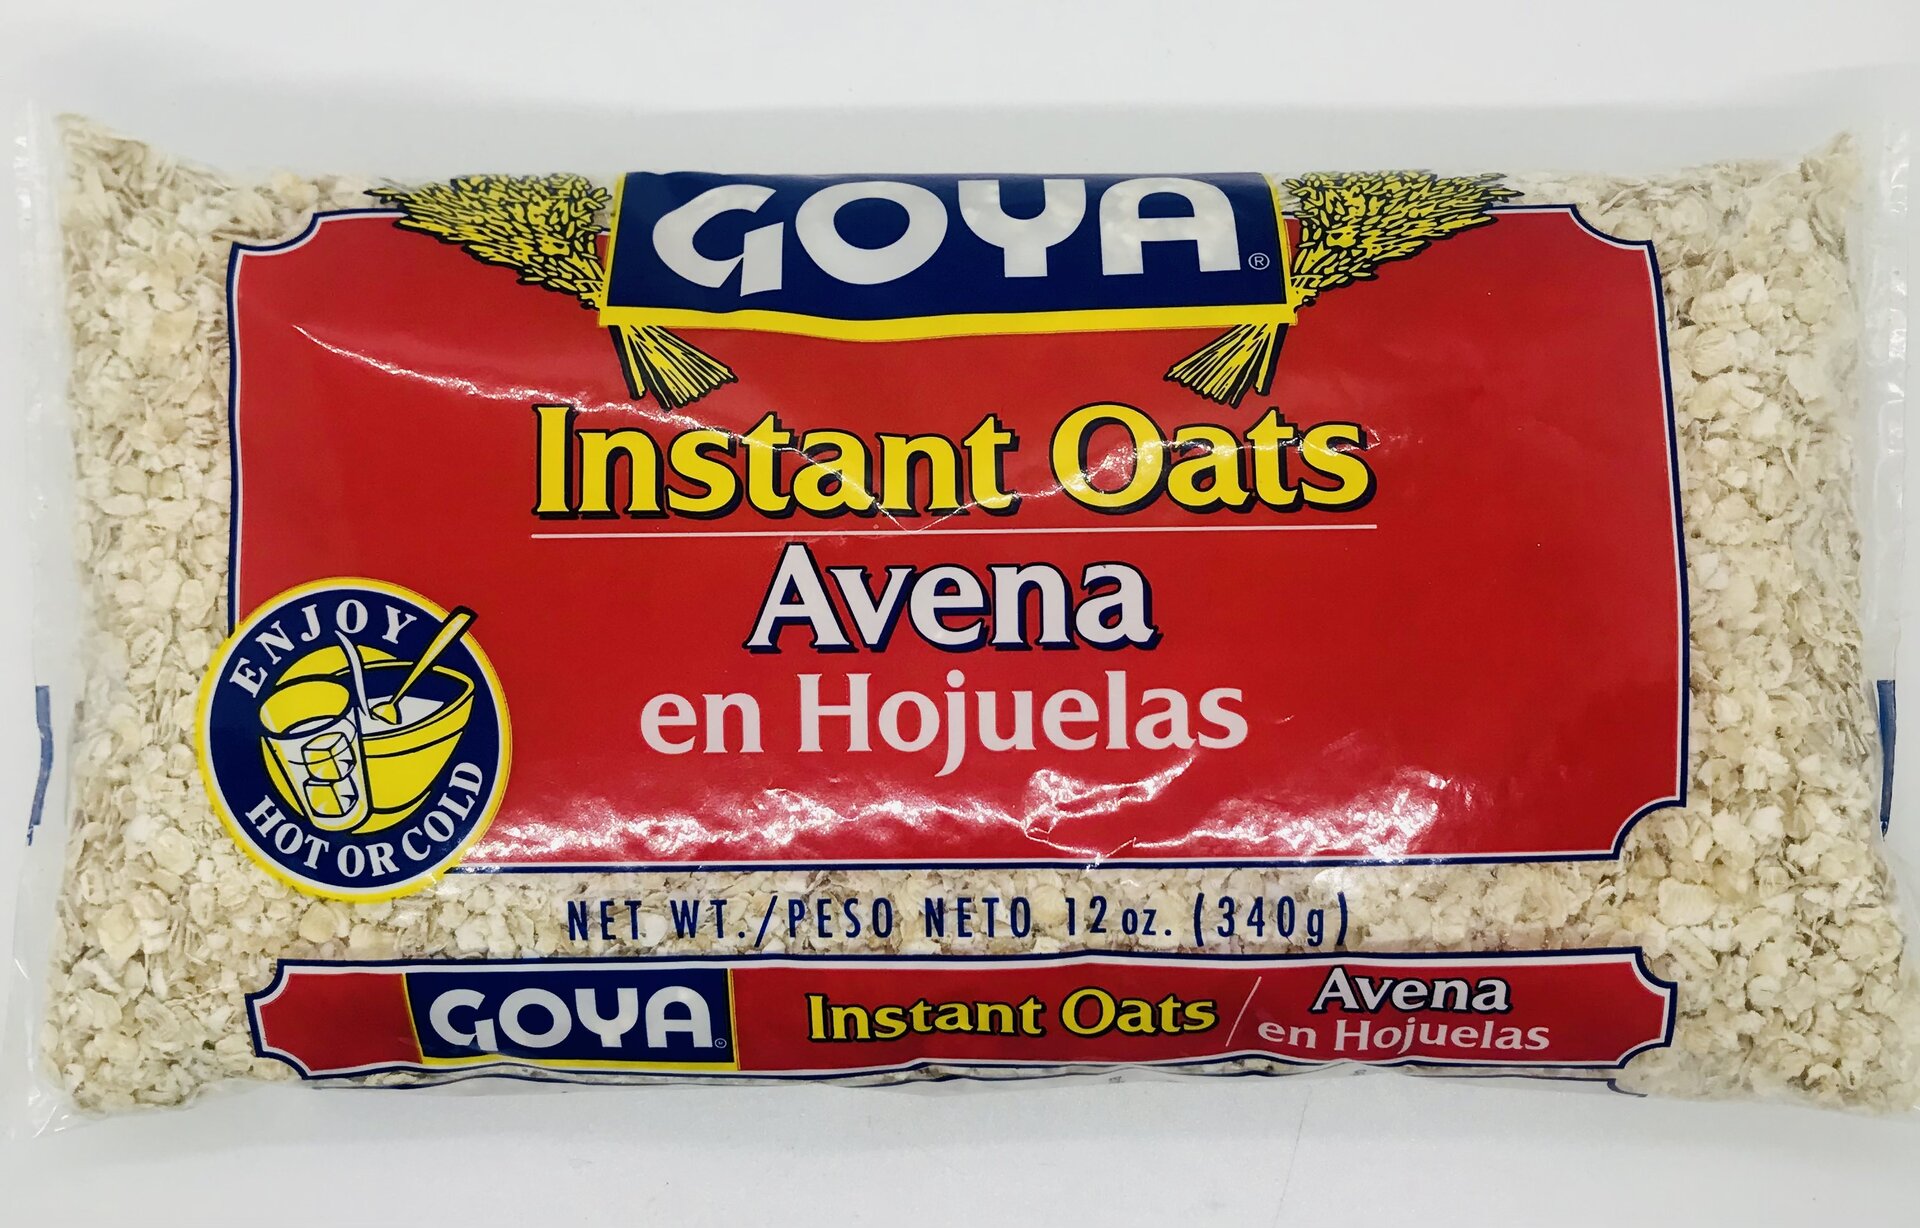 GOYA®
Instant Oats
Avena
en Hojuelas
ENJOY
HOT OR COLD
NET WT./PESO NETO 12 oz. (340g)
GOYA®
Instant Oats / Avena
en Hojuelas